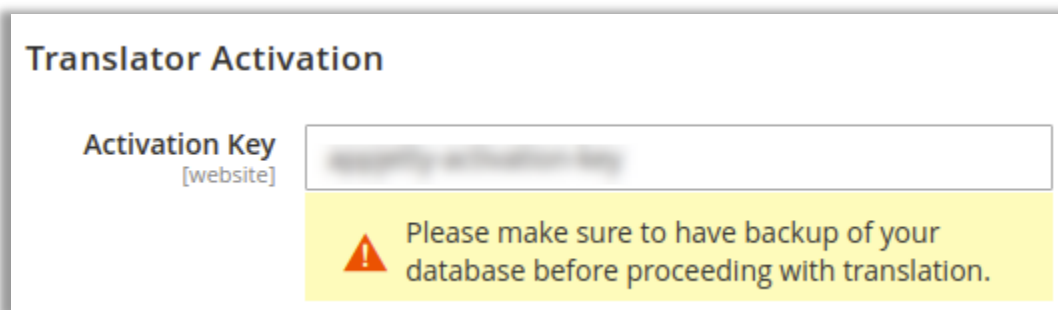 Translator Activation
Activation Key
[website]
Please make sure to have backup of your
database before proceeding with translation.